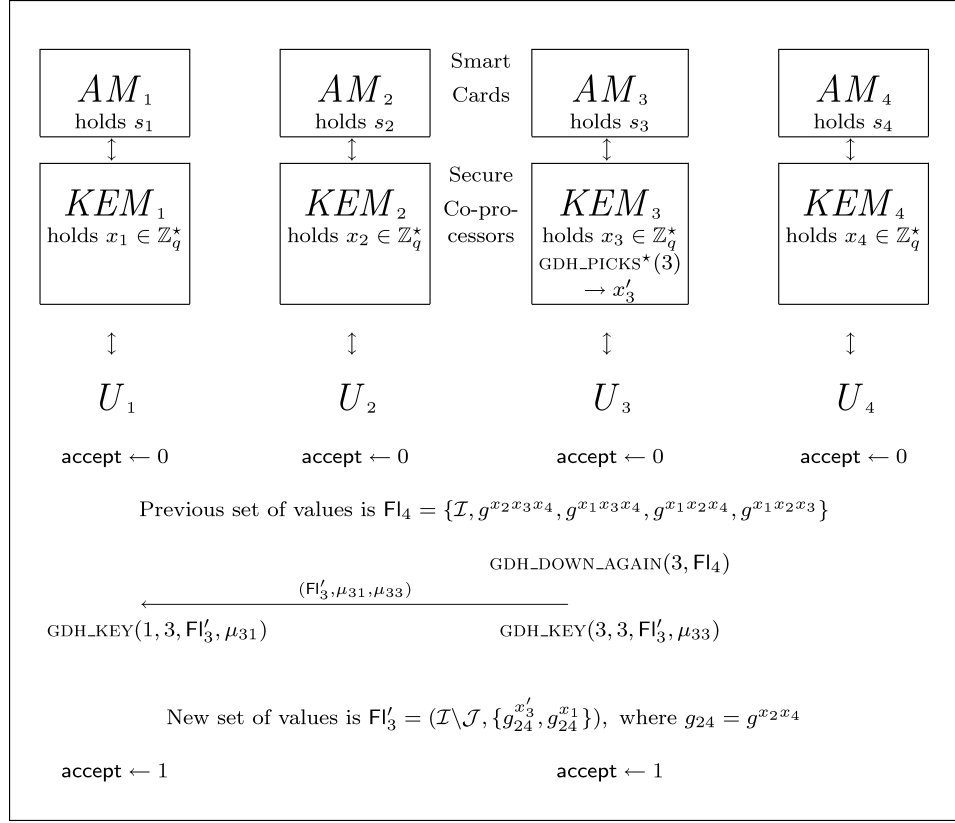 AM₁ AM₂ Smart AM₃ AM₄
holds s₁ holds s₂ Cards holds s₃ holds s₄
↕ ↕ ↕ ↕
KEM₁ KEM₂ Secure KEM₃ KEM₄
holds x₁ ∈ ℤ_q^⋆ holds x₂ ∈ ℤ_q^⋆ Co-pro- cessors holds x₃ ∈ ℤ_q^⋆ holds x₄ ∈ ℤ_q^⋆
GDH_PICKS^⋆(3)
→ x′₃
↕ ↕ ↕ ↕
U₁ U₂ U₃ U₄
accept ← 0 accept ← 0 accept ← 0 accept ← 0
Previous set of values is Fl₄ = {𝓘, g^{x₂x₃x₄}, g^{x₁x₃x₄}, g^{x₁x₂x₄}, g^{x₁x₂x₃}}
GDH_DOWN_AGAIN(3, Fl₄)
(Fl′₃,μ₃₁,μ₃₃)
GDH_KEY(1, 3, Fl′₃, μ₃₁) GDH_KEY(3, 3, Fl′₃, μ₃₃)
New set of values is Fl′₃ = (𝓘\𝓙, {g₂₄^{x′₃}, g₂₄^{x₁}}), where g₂₄ = g^{x₂x₄}
accept ← 1 accept ← 1